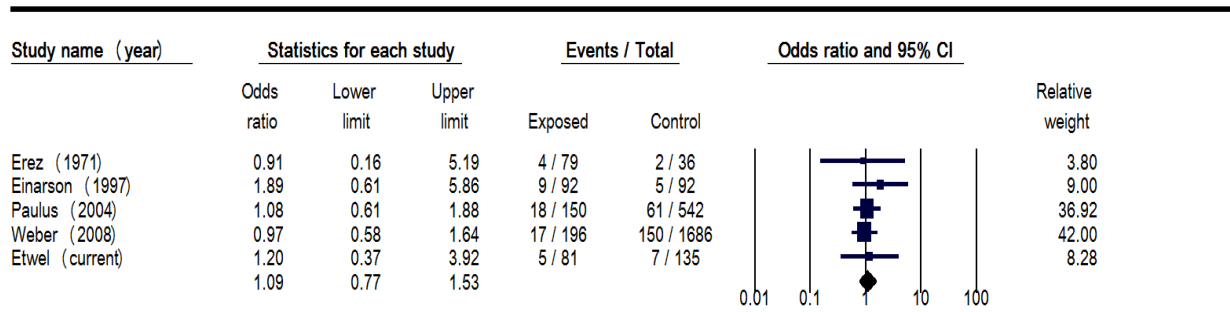 Study name (year) Statistics for each study Events / Total Odds ratio and 95% CI
Odds Lower Upper Relative
ratio limit limit Exposed Control weight
Erez (1971) 0.91 0.16 5.19 4 / 79 2 / 36 3.80
Einarson (1997) 1.89 0.61 5.86 9 / 92 5 / 92 9.00
Paulus (2004) 1.08 0.61 1.88 18 / 150 61 / 542 36.92
Weber (2008) 0.97 0.58 1.64 17 / 196 150 / 1686 42.00
Etwel (current) 1.20 0.37 3.92 5 / 81 7 / 135 8.28
1.09 0.77 1.53
0.01 0.1 1 10 100